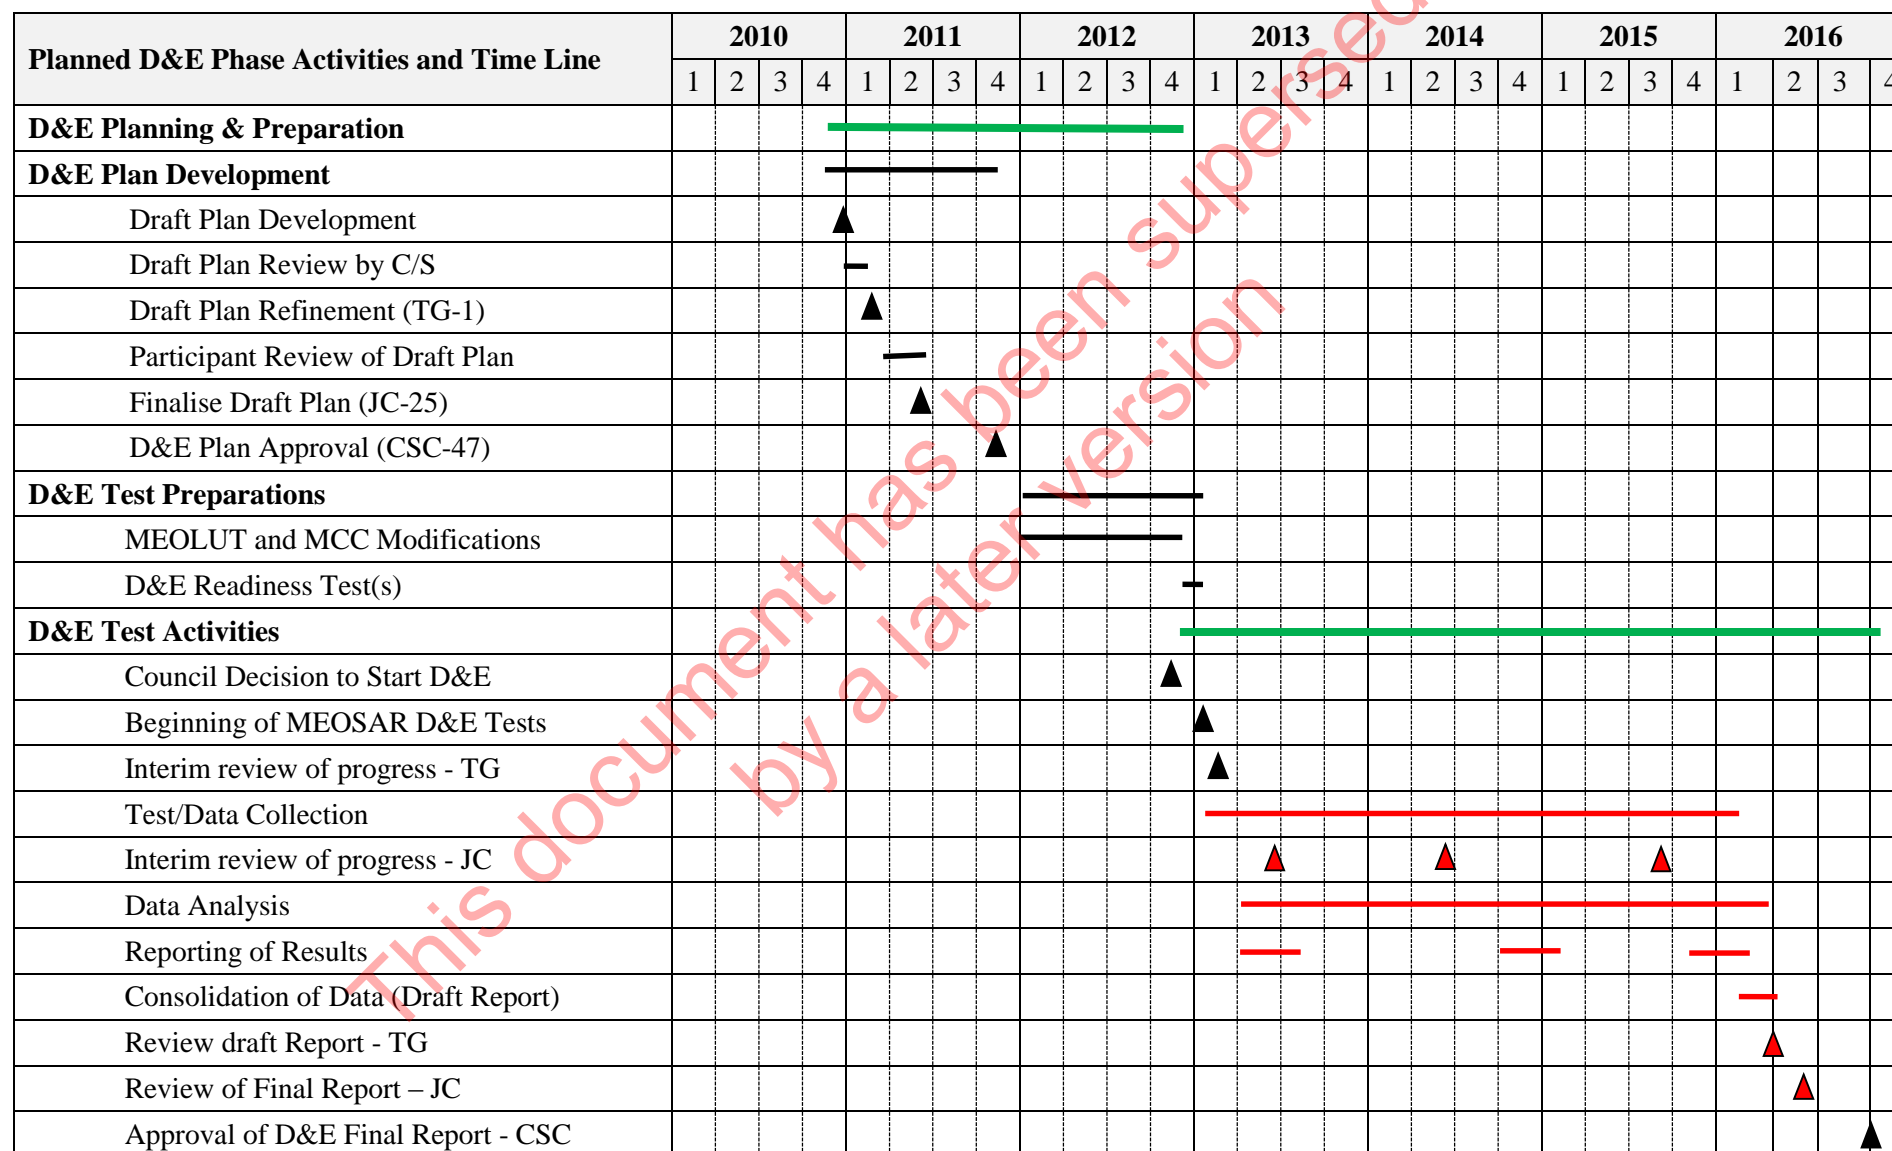 Planned D&E Phase Activities and Time Line
2010 2011 2012 2013 2014 2015 2016
1 2 3 4 1 2 3 4 1 2 3 4 1 2 3 4 1 2 3 4 1 2 3 4 1 2 3 4
D&E Planning & Preparation
D&E Plan Development
Draft Plan Development
Draft Plan Review by C/S
Draft Plan Refinement (TG-1)
Participant Review of Draft Plan
Finalise Draft Plan (JC-25)
D&E Plan Approval (CSC-47)
D&E Test Preparations
MEOLUT and MCC Modifications
D&E Readiness Test(s)
D&E Test Activities
Council Decision to Start D&E
Beginning of MEOSAR D&E Tests
Interim review of progress - TG
Test/Data Collection
Interim review of progress - JC
Data Analysis
Reporting of Results
Consolidation of Data (Draft Report)
Review draft Report - TG
Review of Final Report – JC
Approval of D&E Final Report - CSC
This document has been supersed
by a later version